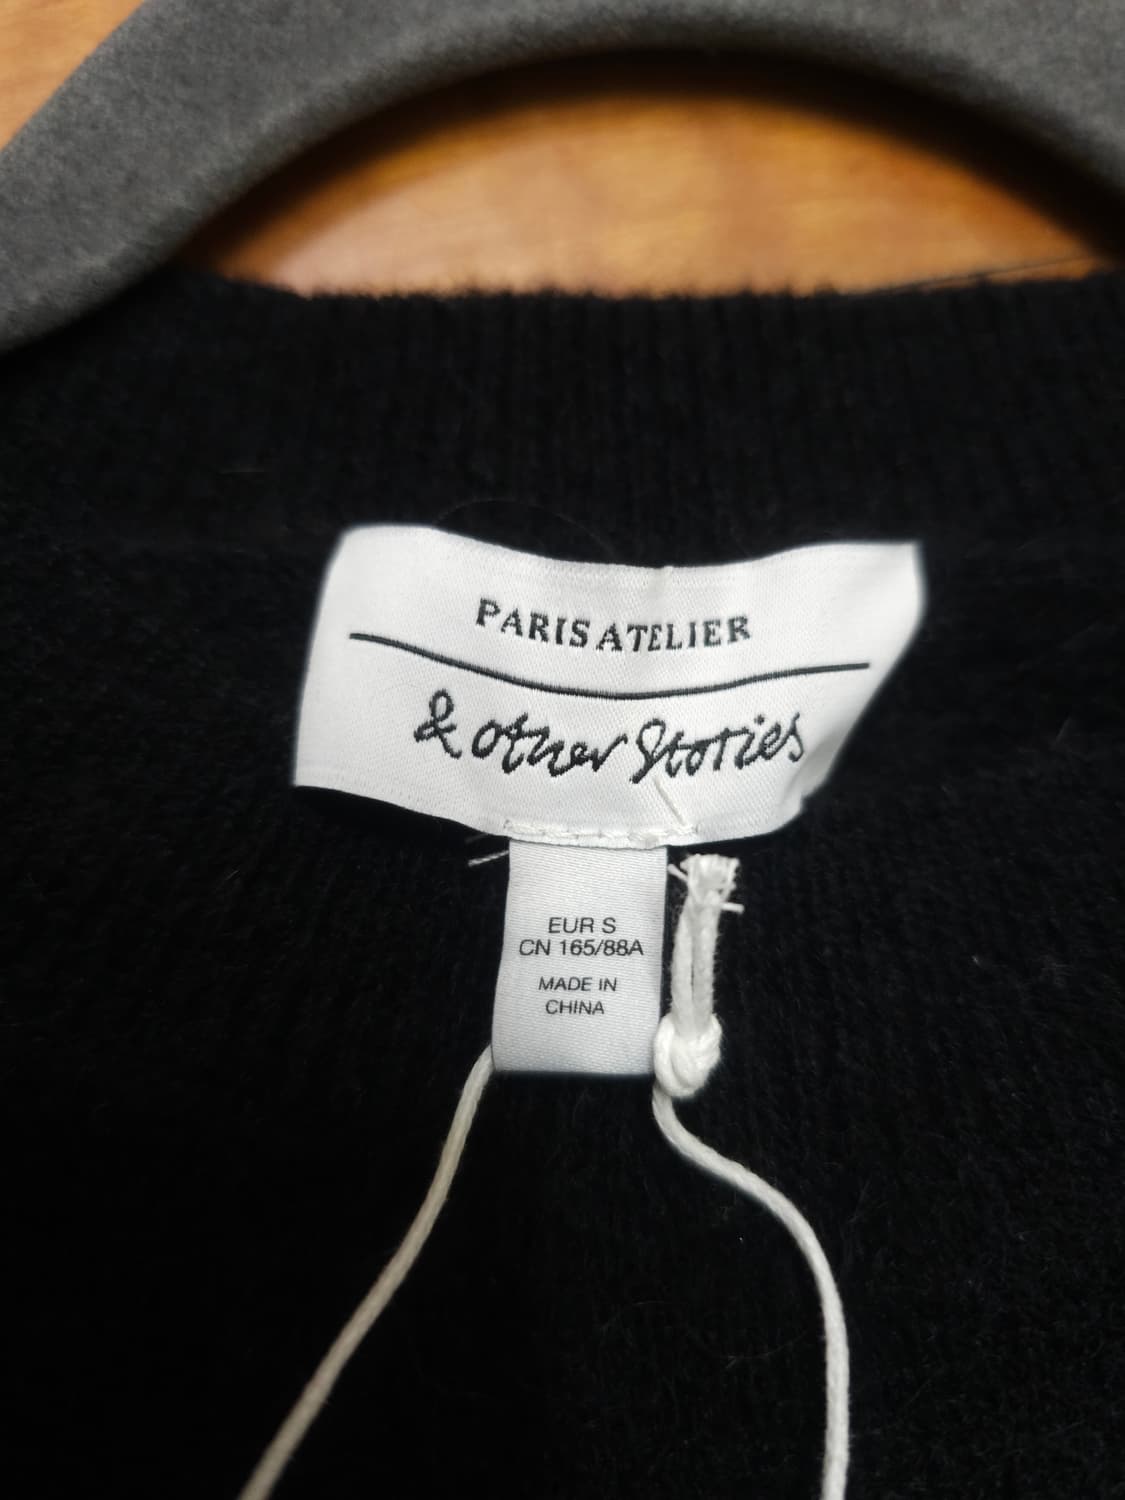 PARIS ATELIER
& other Stories
EUR S
CN 165/88A
MADE IN
CHINA